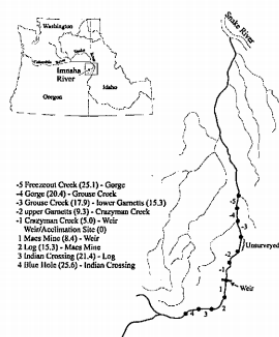 Washington
Snake
River
Snake
River
Columbia River
Imnaha
River
Idaho
Oregon
-5 Freezeout Creek (25.1) - Gorge
-4 Gorge (20.4) - Grouse Creek
-3 Grouse Creek (17.9) - lower Garnetts (15.3)
-2 upper Garnetts (9.3) - Crazyman Creek
-1 Crazyman Creek (5.0) - Weir
Weir/Acclimation Site (0)
1 Macs Mine (8.4) - Weir
2 Log (15.3) - Macs Mine
3 Indian Crossing (21.4) - Log
4 Blue Hole (25.6) - Indian Crossing
-5
-4
-3
Unsurveyed
-2
-1
Weir
1
2
3
4